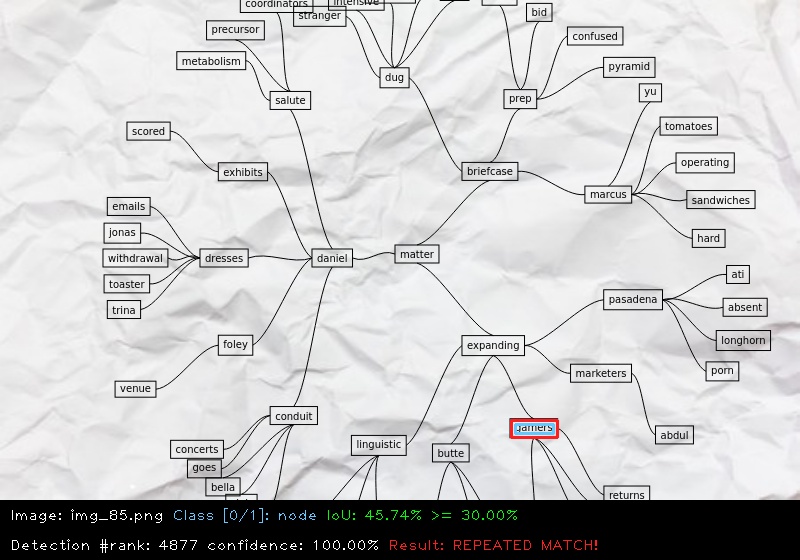 coordinators
intensive
stranger
bid
precursor
confused
metabolism
pyramid
dug
yu
salute
prep
scored
tomatoes
exhibits
briefcase
operating
marcus
sandwiches
emails
jonas
hard
withdrawal
dresses
daniel
matter
toaster
ati
trina
pasadena
absent
foley
expanding
longhorn
venue
marketers
porn
conduit
gamers
abdul
concerts
linguistic
butte
goes
bella
returns
Image: img_85.png Class [0/1]: node IoU: 45.74% >= 30.00%
Detection #rank: 4877 confidence: 100.00% Result: REPEATED MATCH!